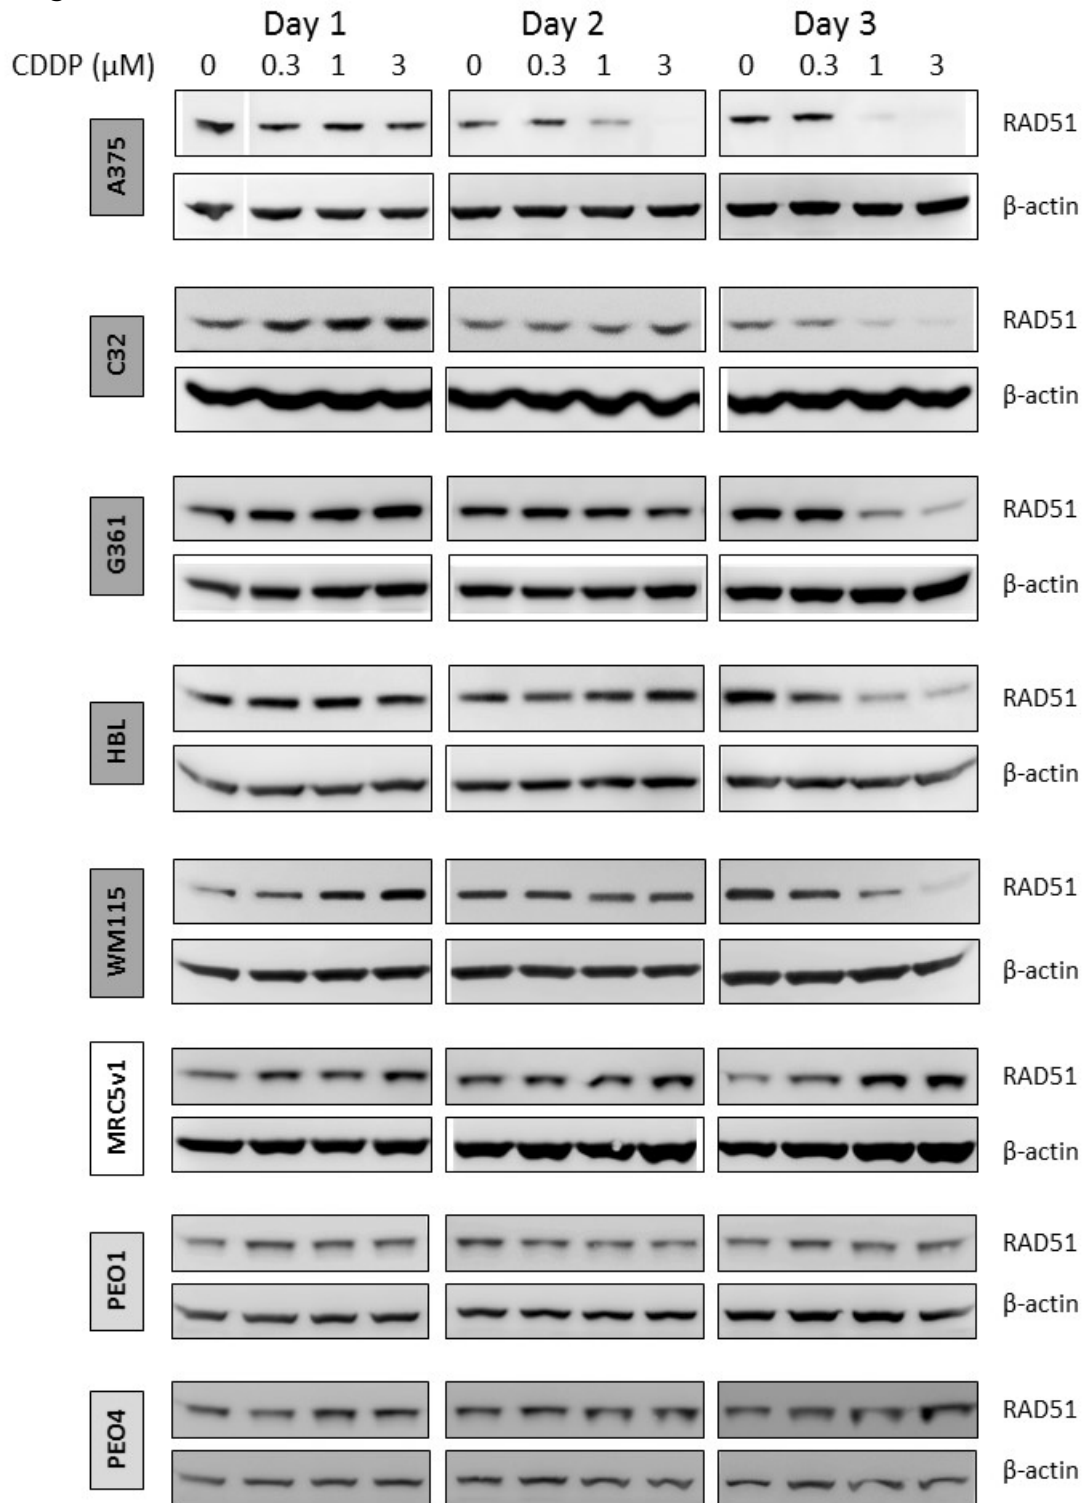 Day 1 Day 2 Day 3
CDDP (µM) 0 0.3 1 3 0 0.3 1 3 0 0.3 1 3
A375 RAD51
β-actin
C32 RAD51
β-actin
G361 RAD51
β-actin
HBL RAD51
β-actin
WM115 RAD51
β-actin
MRC5v1 RAD51
β-actin
PEO1 RAD51
β-actin
PEO4 RAD51
β-actin